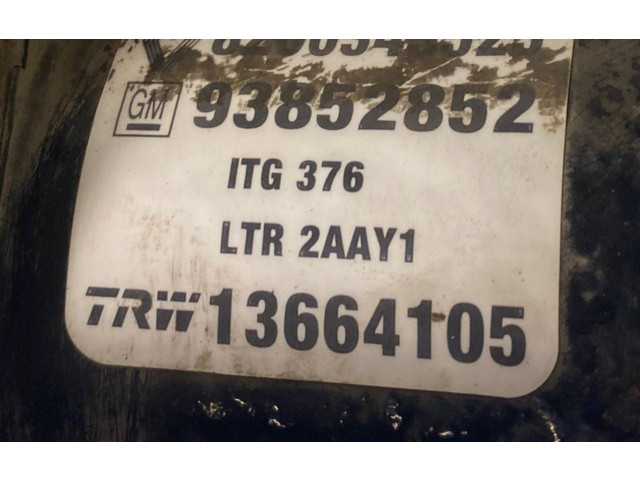 GM 93852852
ITG 376
LTR 2AAY1
TRW 13664105